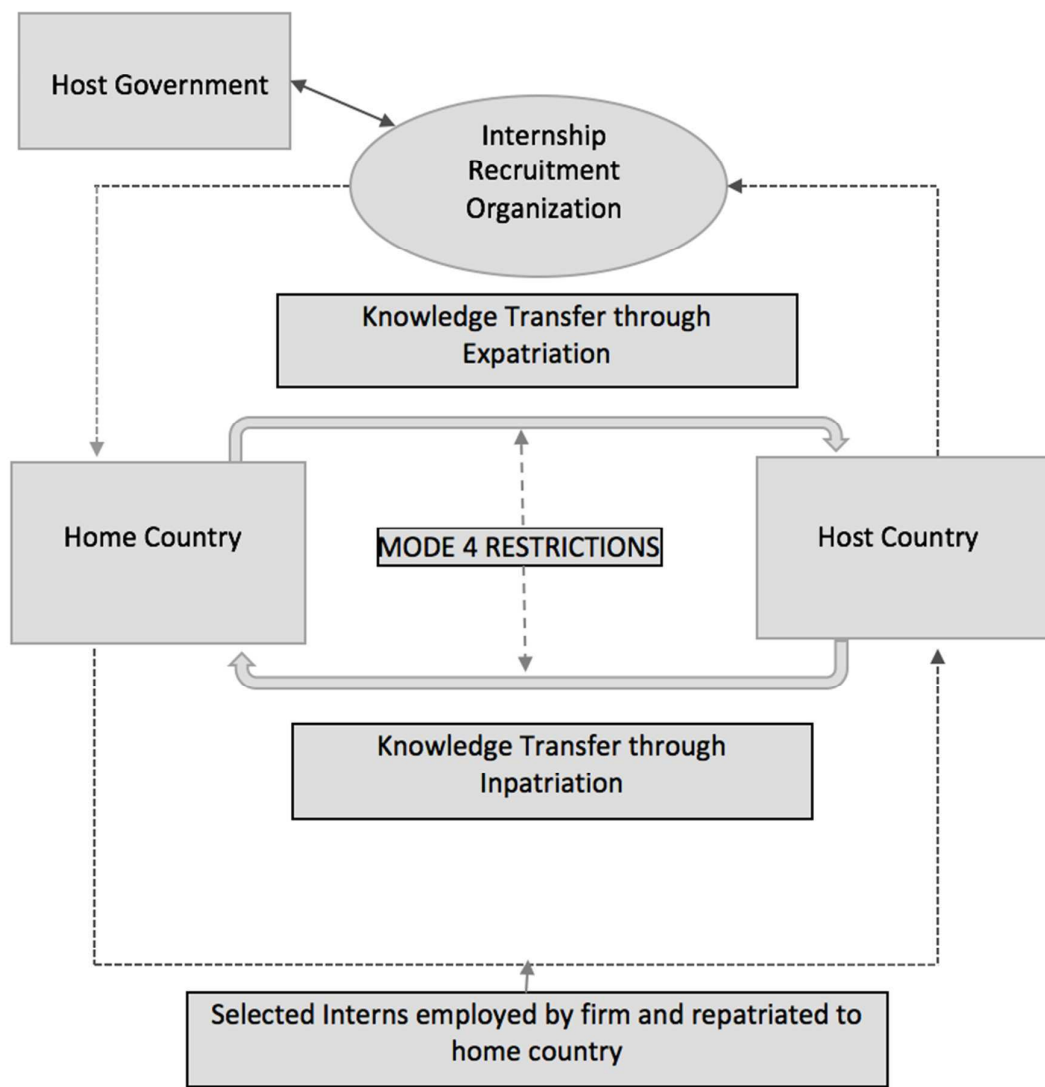 Host Government
Internship
Recruitment
Organization
Knowledge Transfer through
Expatriation
Home Country
MODE 4 RESTRICTIONS
Host Country
Knowledge Transfer through
Inpatriation
Selected Interns employed by firm and repatriated to
home country